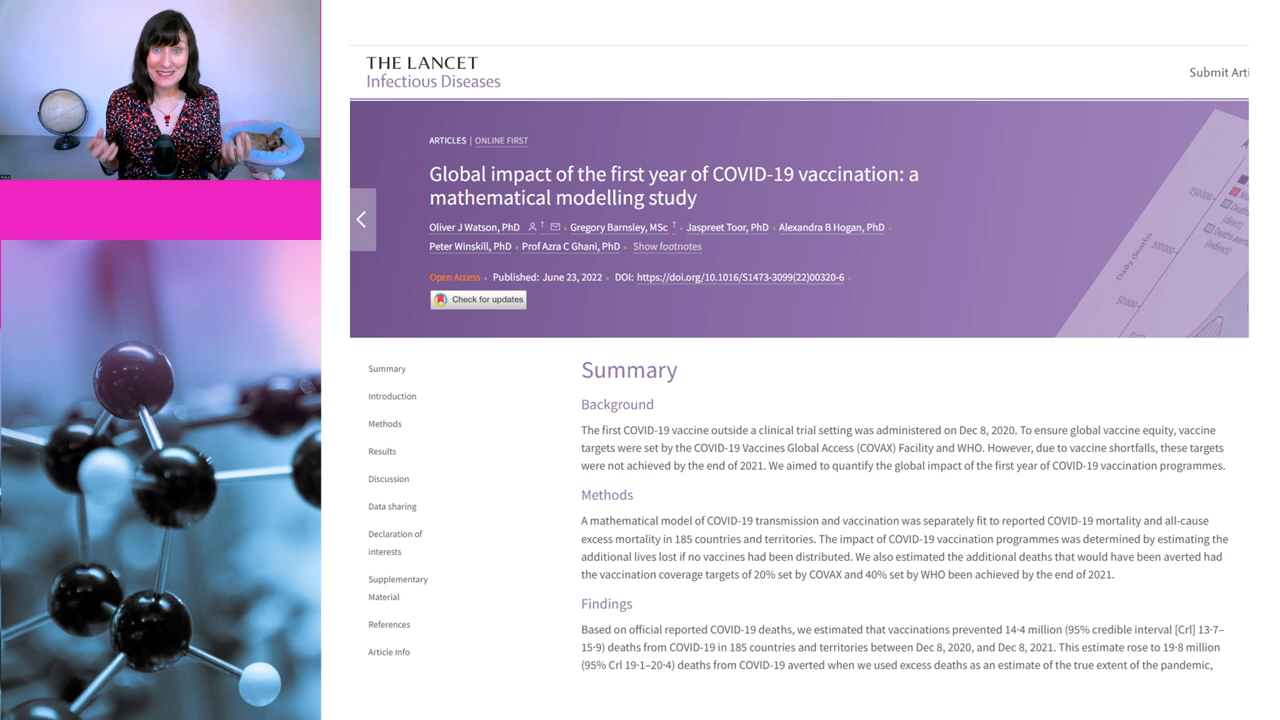 THE LANCET
Infectious Diseases
Submit Arti
ARTICLES | ONLINE FIRST
Global impact of the first year of COVID-19 vaccination: a
mathematical modelling study
Oliver J Watson, PhD † • Gregory Barnsley, MSc † • Jaspreet Toor, PhD • Alexandra B Hogan, PhD •
Peter Winskill, PhD • Prof Azra C Ghani, PhD • Show footnotes
Open Access • Published: June 23, 2022 • DOI: https://doi.org/10.1016/S1473-3099(22)00320-6 •
Check for updates
Daily deaths
150000
100000
50000
Summary
Introduction
Methods
Results
Discussion
Data sharing
Declaration of
interests
Supplementary
Material
References
Article Info
Summary
Background
The first COVID-19 vaccine outside a clinical trial setting was administered on Dec 8, 2020. To ensure global vaccine equity, vaccine
targets were set by the COVID-19 Vaccines Global Access (COVAX) Facility and WHO. However, due to vaccine shortfalls, these targets
were not achieved by the end of 2021. We aimed to quantify the global impact of the first year of COVID-19 vaccination programmes.
Methods
A mathematical model of COVID-19 transmission and vaccination was separately fit to reported COVID-19 mortality and all-cause
excess mortality in 185 countries and territories. The impact of COVID-19 vaccination programmes was determined by estimating the
additional lives lost if no vaccines had been distributed. We also estimated the additional deaths that would have been averted had
the vaccination coverage targets of 20% set by COVAX and 40% set by WHO been achieved by the end of 2021.
Findings
Based on official reported COVID-19 deaths, we estimated that vaccinations prevented 14·4 million (95% credible interval [Crl] 13·7–
15·9) deaths from COVID-19 in 185 countries and territories between Dec 8, 2020, and Dec 8, 2021. This estimate rose to 19·8 million
(95% Crl 19·1–20·4) deaths from COVID-19 averted when we used excess deaths as an estimate of the true extent of the pandemic,